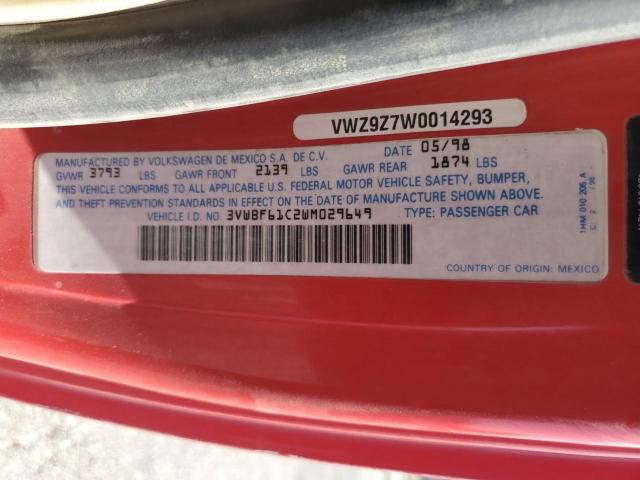 VWZ9Z7W0014293
MANUFACTURED BY VOLKSWAGEN DE MEXICO S.A. DE C.V. DATE 05/98
GVWR 3793 LBS GAWR FRONT 2139 LBS GAWR REAR 1874 LBS
THIS VEHICLE CONFORMS TO ALL APPLICABLE U.S. FEDERAL MOTOR VEHICLE SAFETY, BUMPER,
AND THEFT PREVENTION STANDARDS IN EFFECT ON THE DATE OF MANUFACTURE SHOWN ABOVE.
VEHICLE I.D. NO. 3VWBF61C2WM029649 TYPE: PASSENGER CAR
COUNTRY OF ORIGIN: MEXICO
1HM 010 205 A